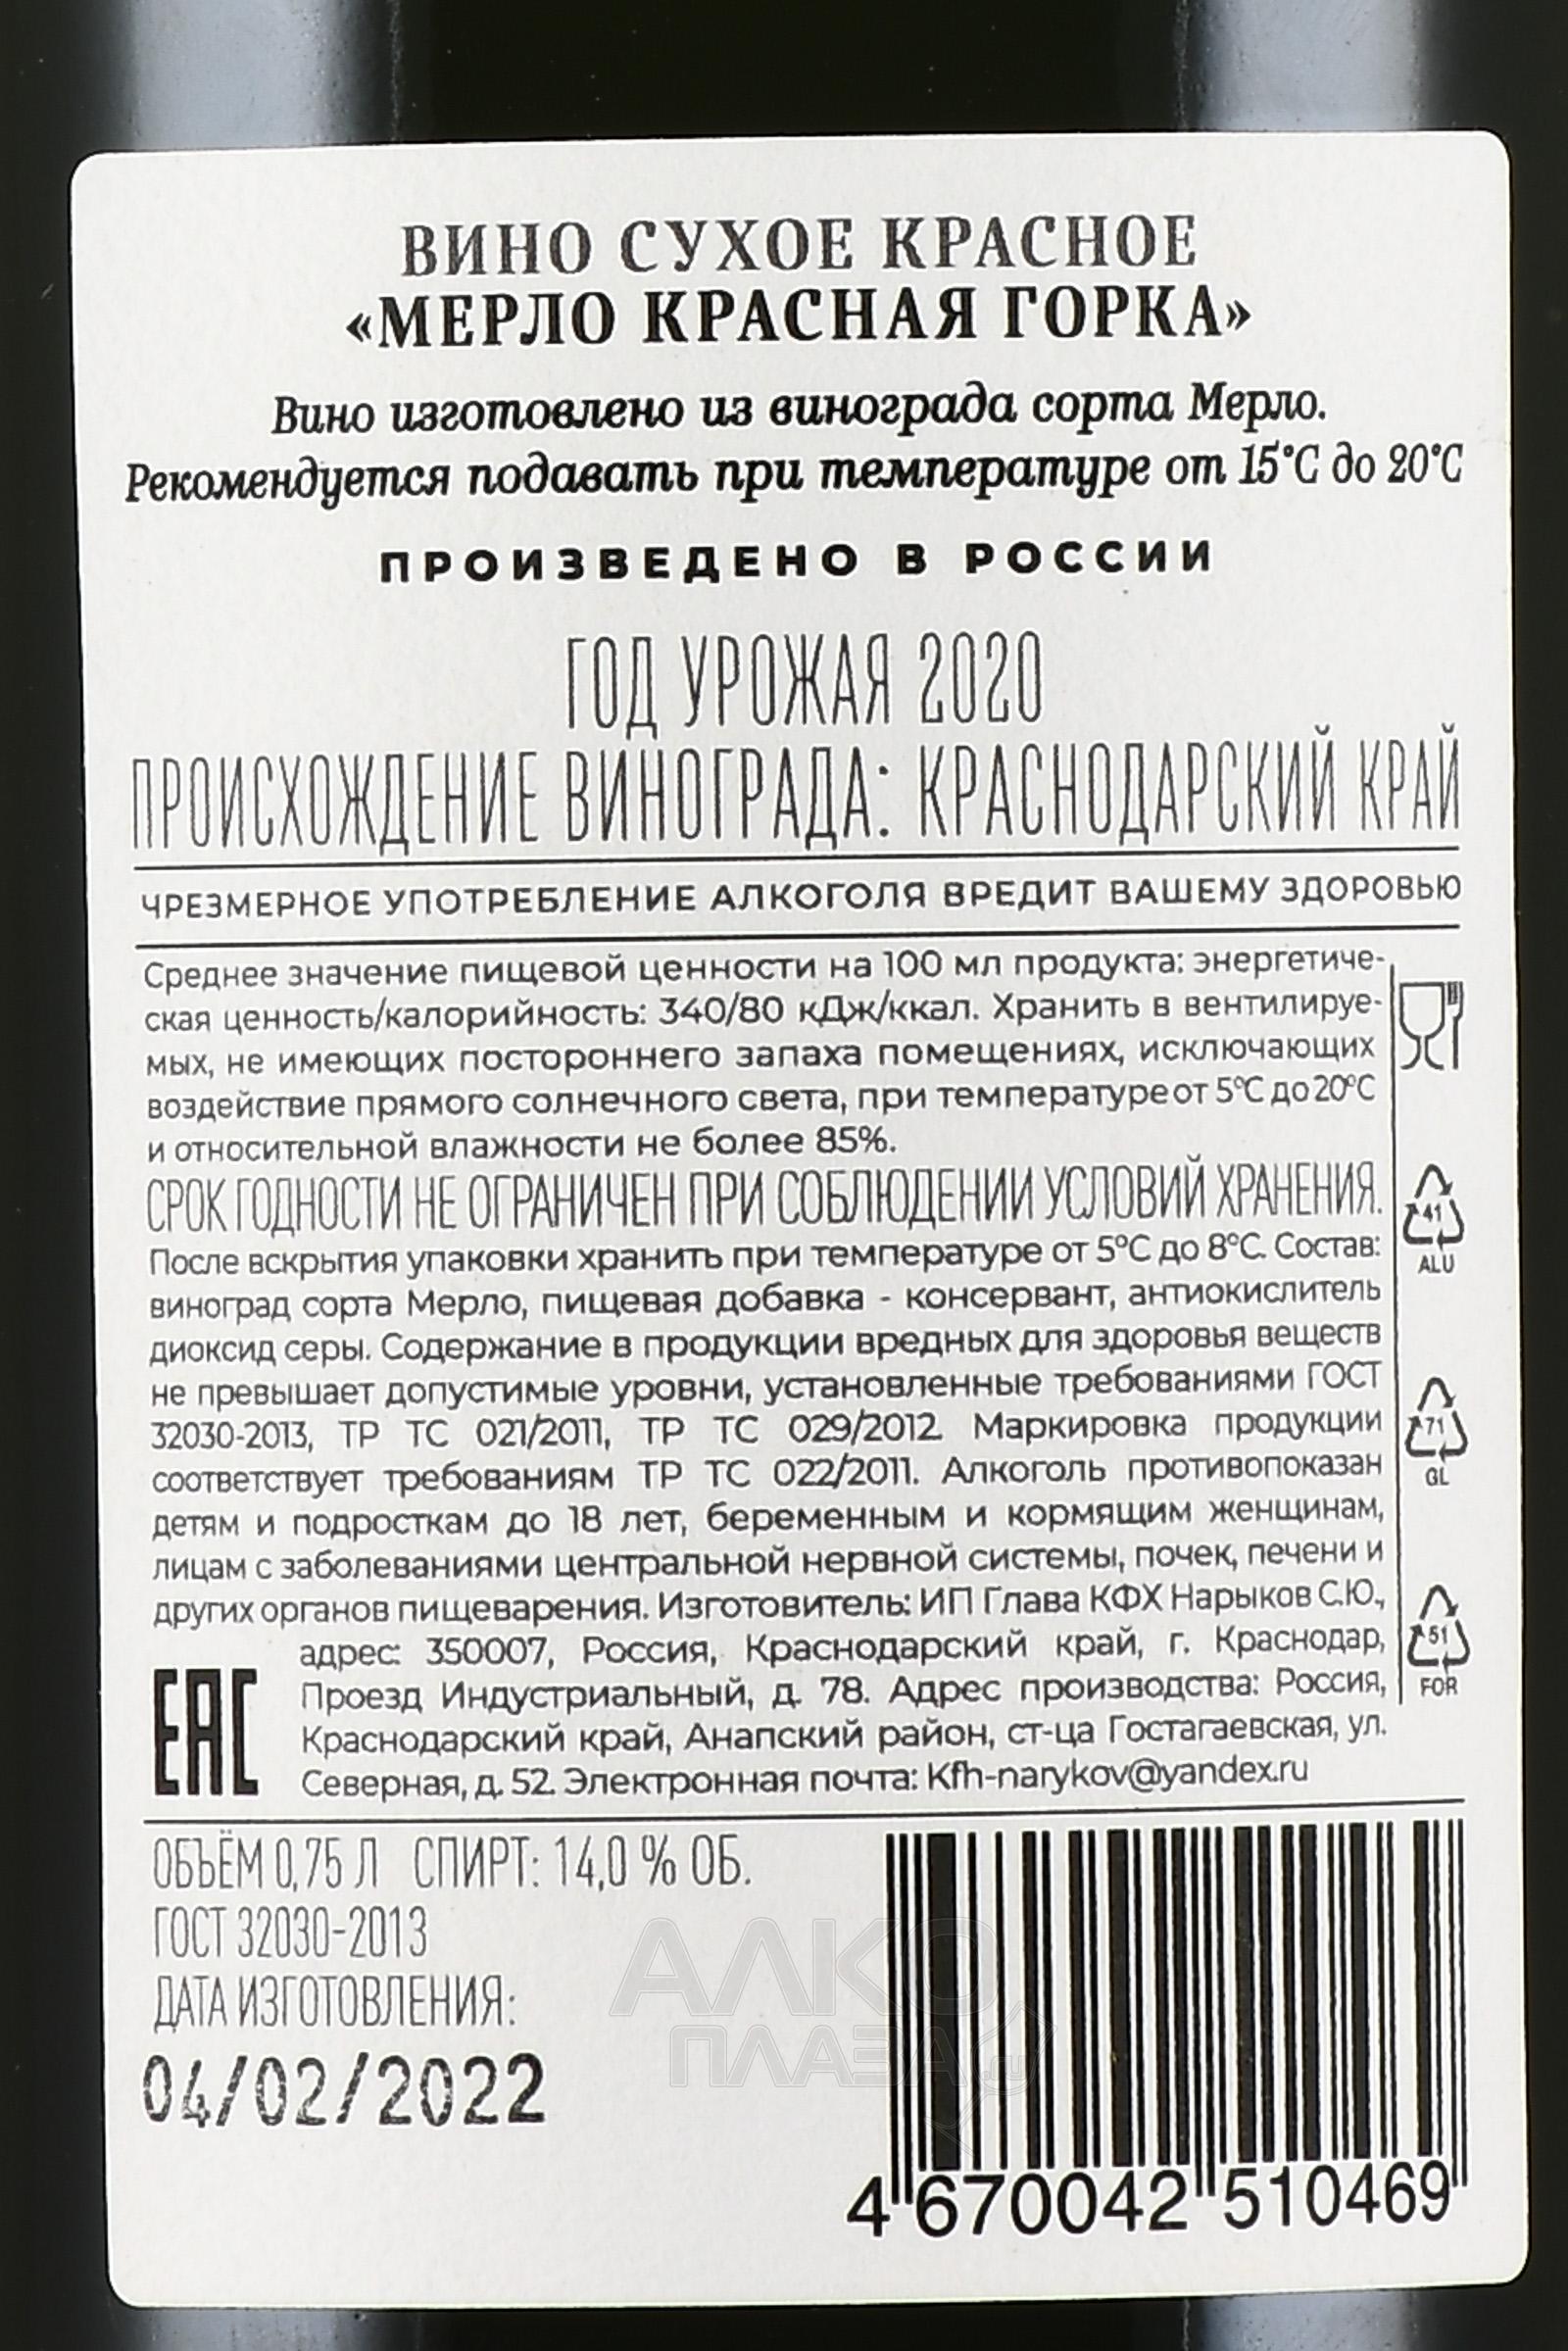 ВИНО СУХОЕ КРАСНОЕ
«МЕРЛО КРАСНАЯ ГОРКА»
Вино изготовлено из винограда сорта Мерло.
Рекомендуется подавать при температуре от 15°C до 20°C
ПРОИЗВЕДЕНО В РОССИИ
ГОД УРОЖАЯ 2020
ПРОИСХОЖДЕНИЕ ВИНОГРАДА: КРАСНОДАРСКИЙ КРАЙ
ЧРЕЗМЕРНОЕ УПОТРЕБЛЕНИЕ АЛКОГОЛЯ ВРЕДИТ ВАШЕМУ ЗДОРОВЬЮ
Среднее значение пищевой ценности на 100 мл продукта: энергетиче-
ская ценность/калорийность: 340/80 кДж/ккал. Хранить в вентилируе-
мых, не имеющих постороннего запаха помещениях, исключающих
воздействие прямого солнечного света, при температуре от 5°C до 20°C
и относительной влажности не более 85%.
СРОК ГОДНОСТИ НЕ ОГРАНИЧЕН ПРИ СОБЛЮДЕНИИ УСЛОВИЙ ХРАНЕНИЯ.
После вскрытия упаковки хранить при температуре от 5°C до 8°C. Состав:
виноград сорта Мерло, пищевая добавка - консервант, антиокислитель
диоксид серы. Содержание в продукции вредных для здоровья веществ
не превышает допустимые уровни, установленные требованиями ГОСТ
32030-2013, ТР ТС 021/2011, ТР ТС 029/2012. Маркировка продукции
соответствует требованиям ТР ТС 022/2011. Алкоголь противопоказан
детям и подросткам до 18 лет, беременным и кормящим женщинам,
лицам с заболеваниями центральной нервной системы, почек, печени и
других органов пищеварения. Изготовитель: ИП Глава КФХ Нарыков С.Ю.,
адрес: 350007, Россия, Краснодарский край, г. Краснодар,
Проезд Индустриальный, д. 78. Адрес производства: Россия,
Краснодарский край, Анапский район, ст-ца Гостагаевская, ул.
Северная, д. 52. Электронная почта: Kfh-narykov@yandex.ru
EAC
41
ALU
71
GL
51
FOR
ОБЪЁМ 0,75 Л СПИРТ: 14,0 % ОБ.
ГОСТ 32030-2013
ДАТА ИЗГОТОВЛЕНИЯ:
04/02/2022
АЛКО
ПЛАЗА.ru
4 670042 510469